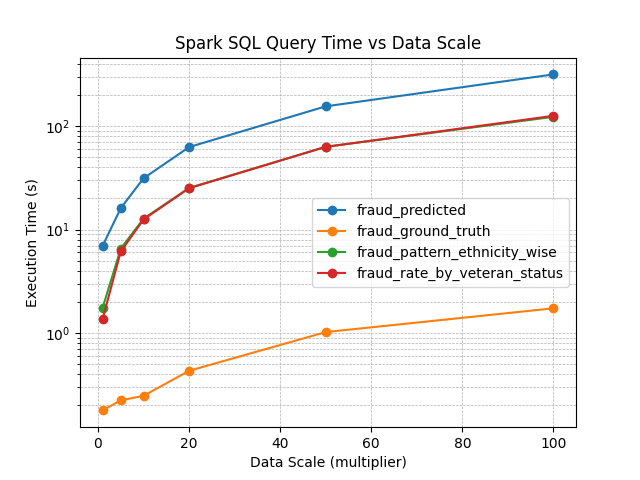 Spark SQL Query Time vs Data Scale
Execution Time (s)
10²
10¹
10⁰
fraud_predicted
fraud_ground_truth
fraud_pattern_ethnicity_wise
fraud_rate_by_veteran_status
0 20 40 60 80 100
Data Scale (multiplier)